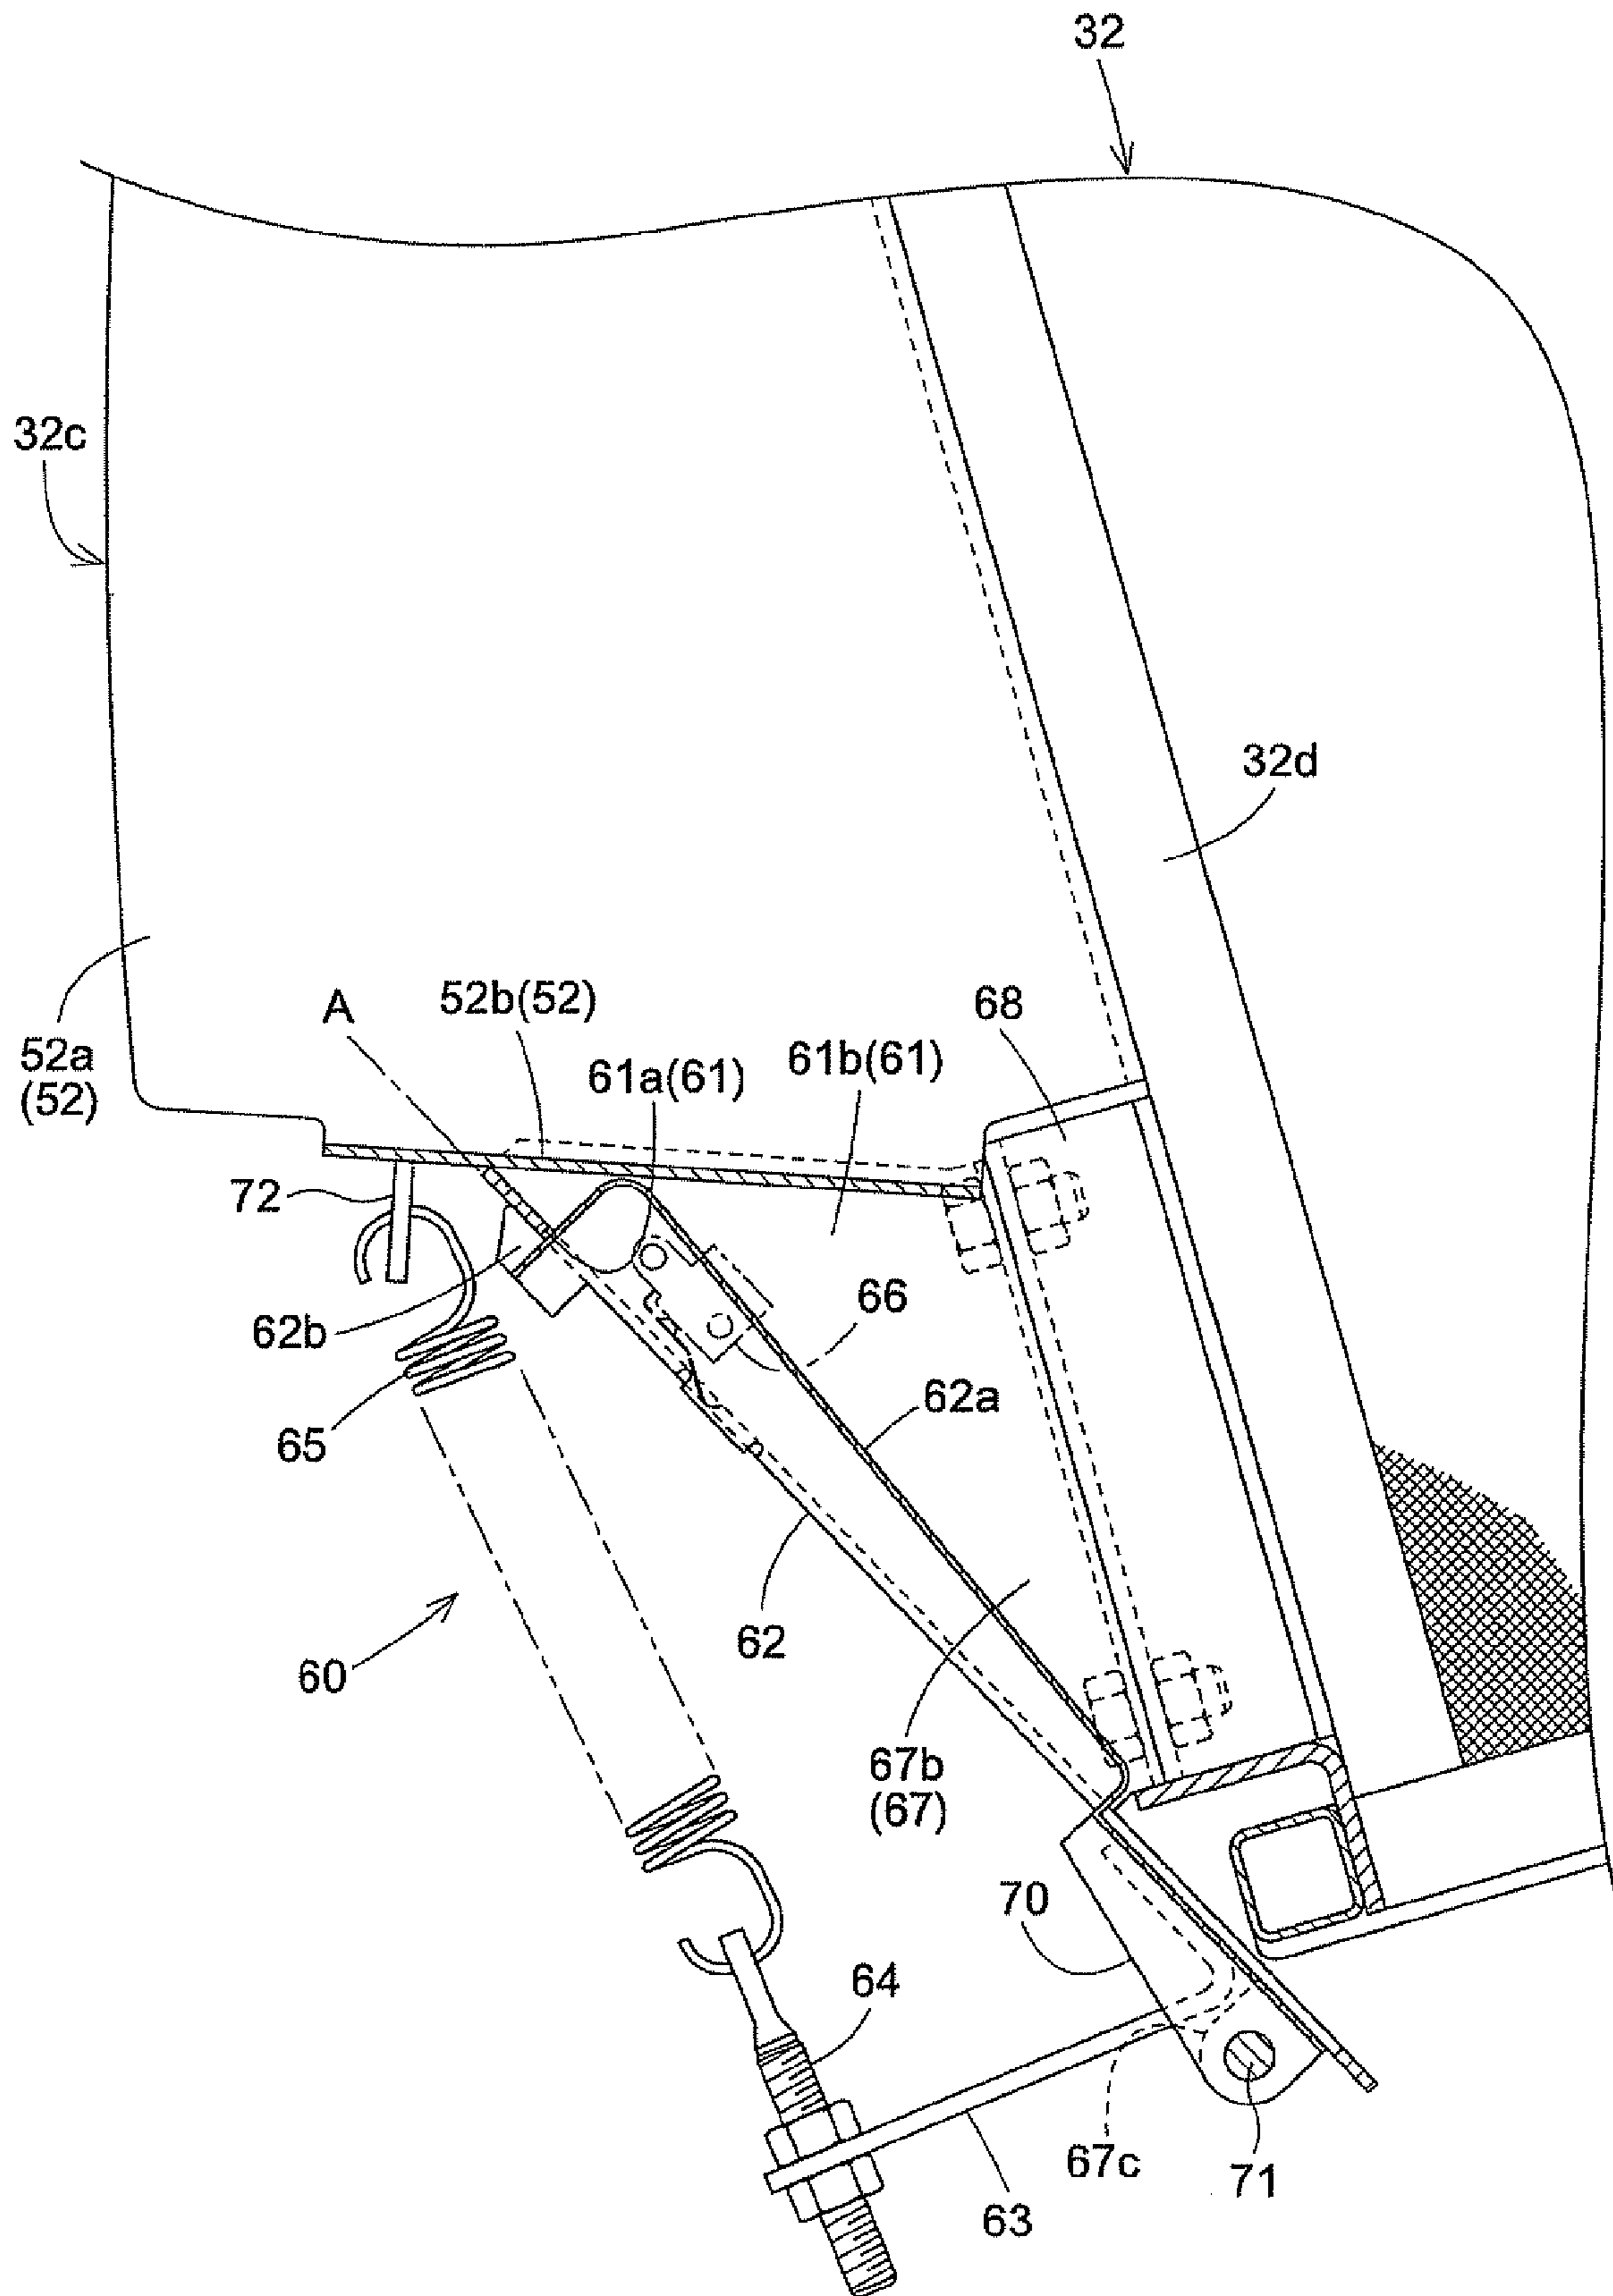 32
32c
32d
A
52b(52)
68
52a
(52)
61a(61)
61b(61)
72
66
62b
62a
65
62
60
67b
(67)
70
64
67c
71
63